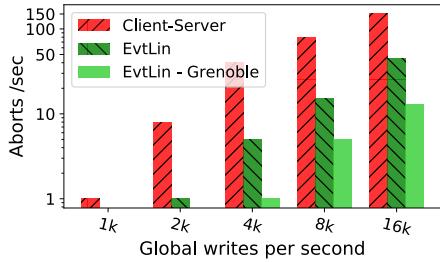 150
50
10
1
Aborts /sec
Client-Server
EvtLin
EvtLin - Grenoble
1k
2k
4k
8k
16k
Global writes per second